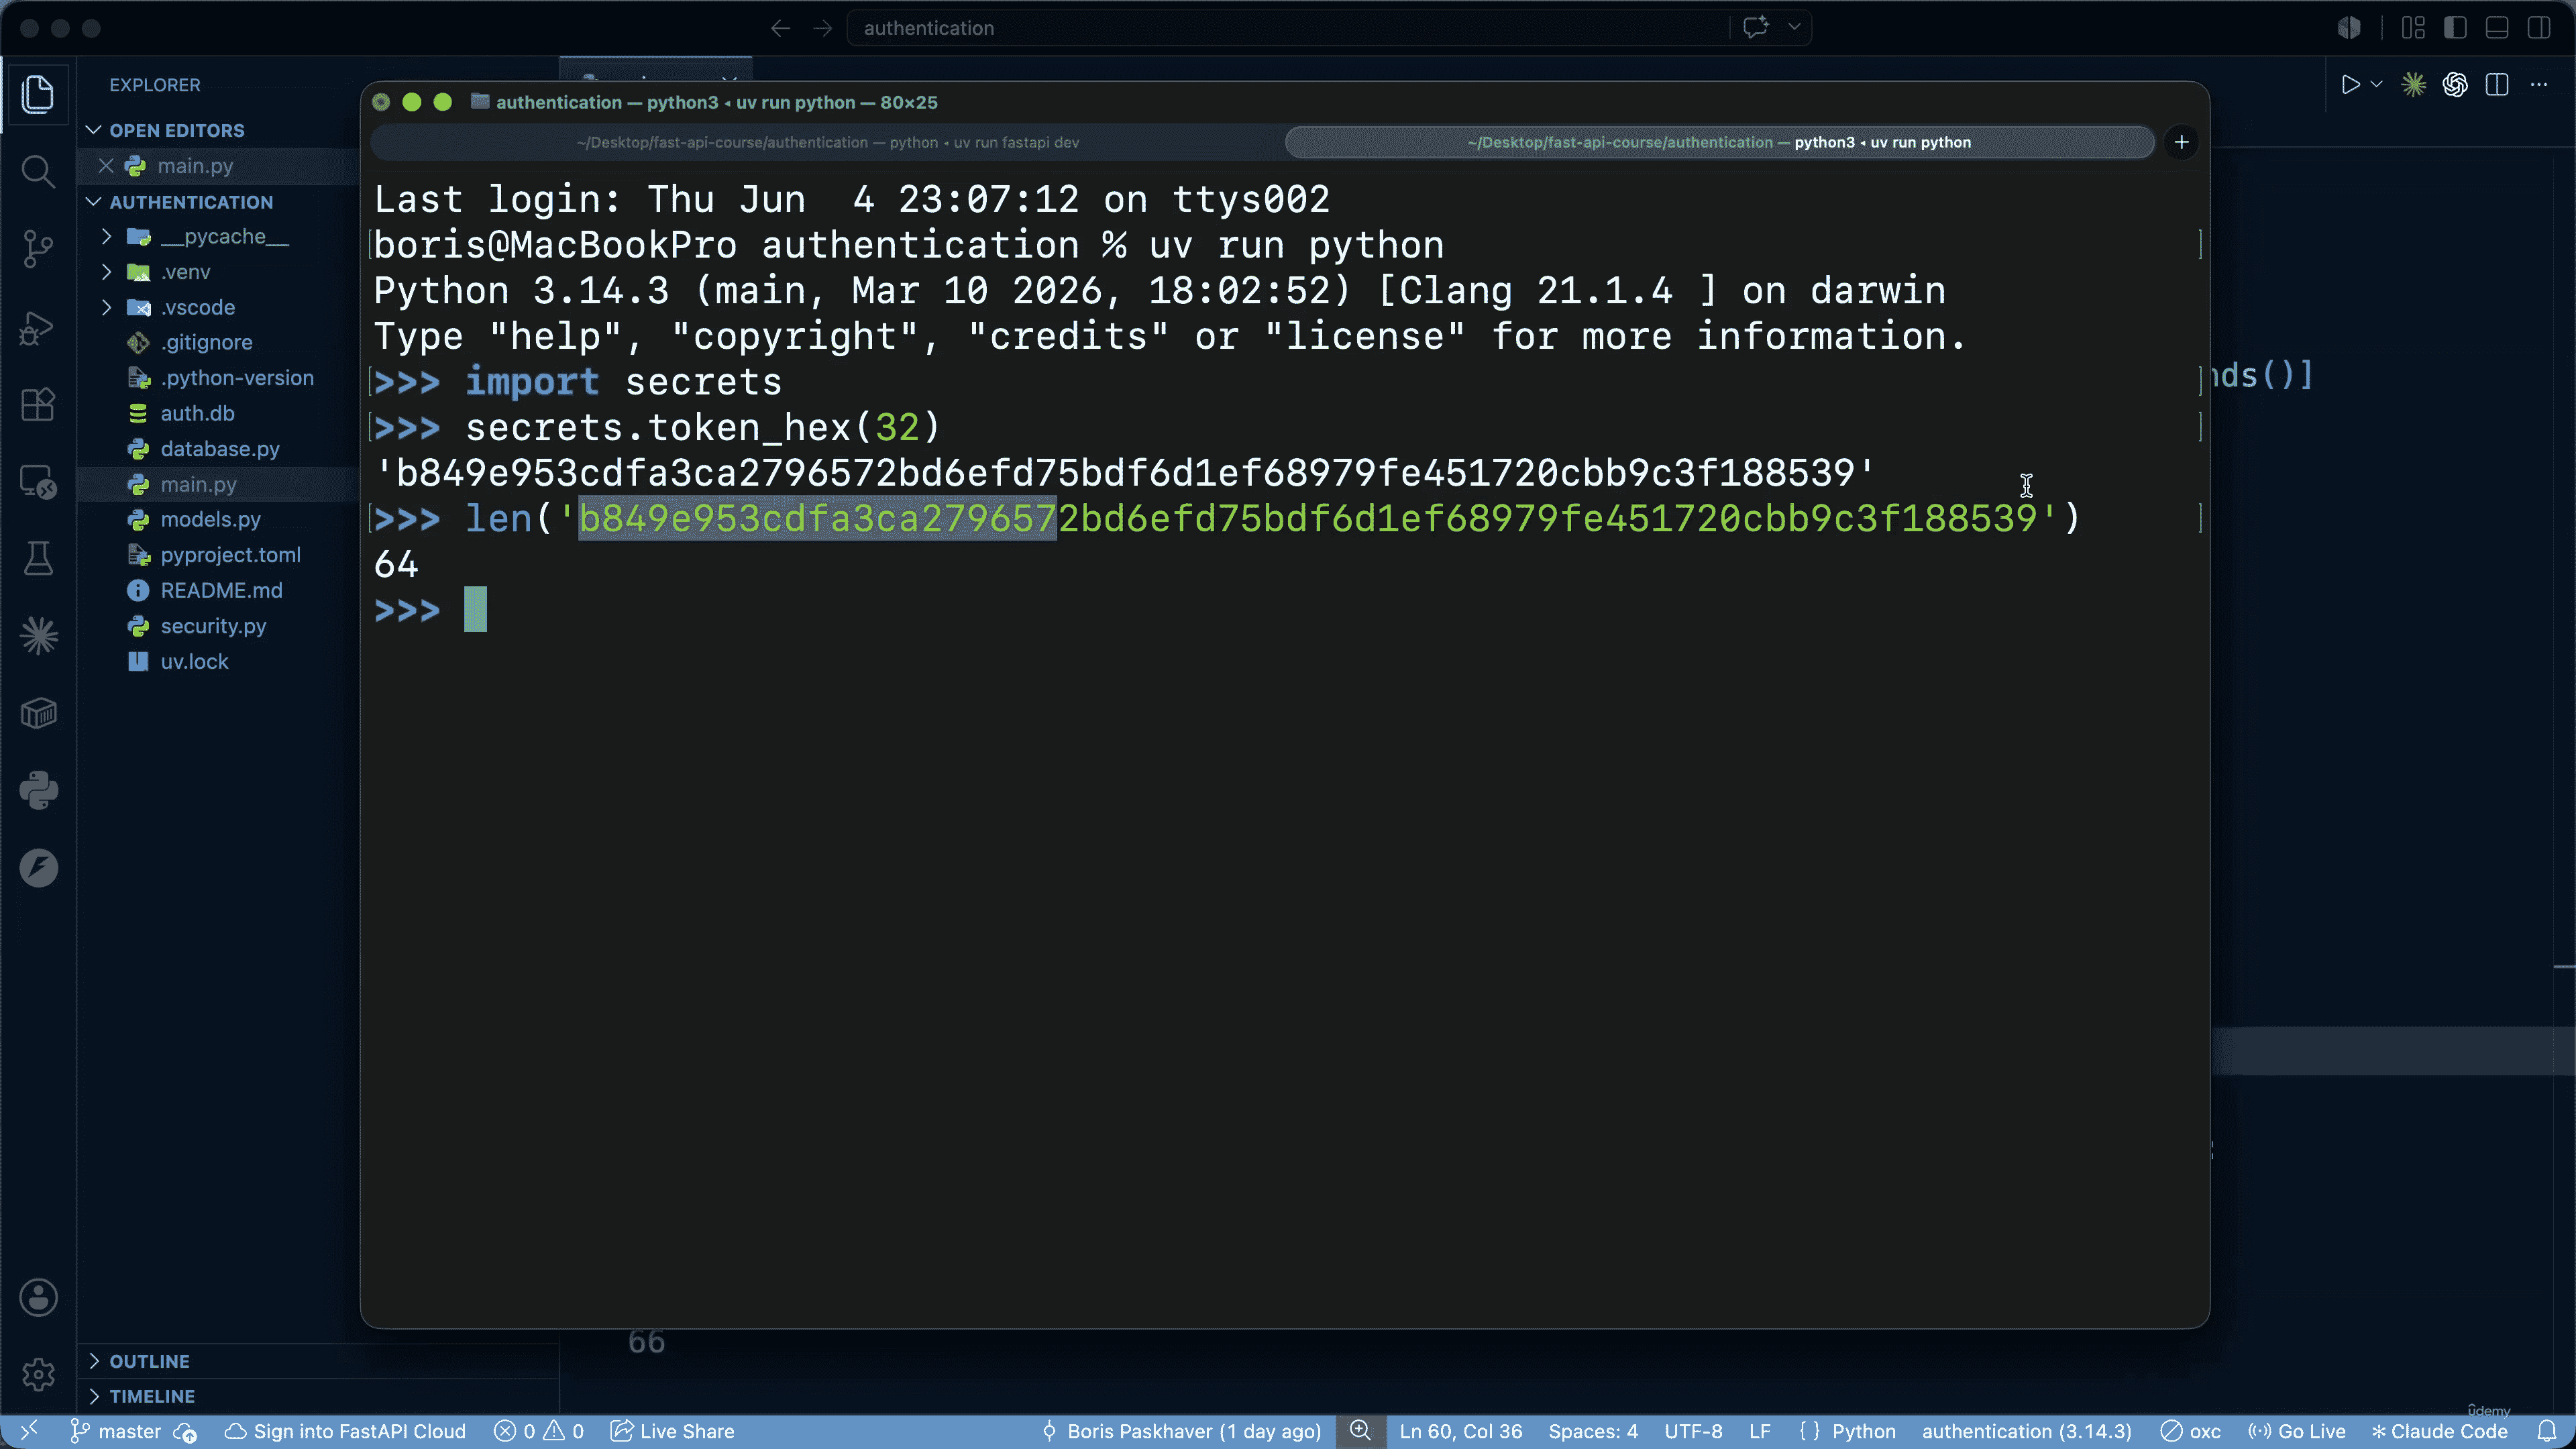 authentication
EXPLORER
OPEN EDITORS
main.py
AUTHENTICATION
__pycache__
.venv
.vscode
.gitignore
.python-version
auth.db
database.py
main.py
models.py
pyproject.toml
README.md
security.py
uv.lock
OUTLINE
TIMELINE
authentication — python3 ◂ uv run python — 80×25
~/Desktop/fast-api-course/authentication — python ◂ uv run fastapi dev
~/Desktop/fast-api-course/authentication — python3 ◂ uv run python
Last login: Thu Jun  4 23:07:12 on ttys002
boris@MacBookPro authentication % uv run python
Python 3.14.3 (main, Mar 10 2026, 18:02:52) [Clang 21.1.4 ] on darwin
Type "help", "copyright", "credits" or "license" for more information.
>>> import secrets
>>> secrets.token_hex(32)
'b849e953cdfa3ca2796572bd6efd75bdf6d1ef68979fe451720cbb9c3f188539'
>>> len('b849e953cdfa3ca2796572bd6efd75bdf6d1ef68979fe451720cbb9c3f188539')
64
>>>
nds()]
66
ûdemy
master
Sign into FastAPI Cloud
0
0
Live Share
Boris Paskhaver (1 day ago)
Ln 60, Col 36
Spaces: 4
UTF-8
LF
{ } Python
authentication (3.14.3)
oxc
Go Live
Claude Code